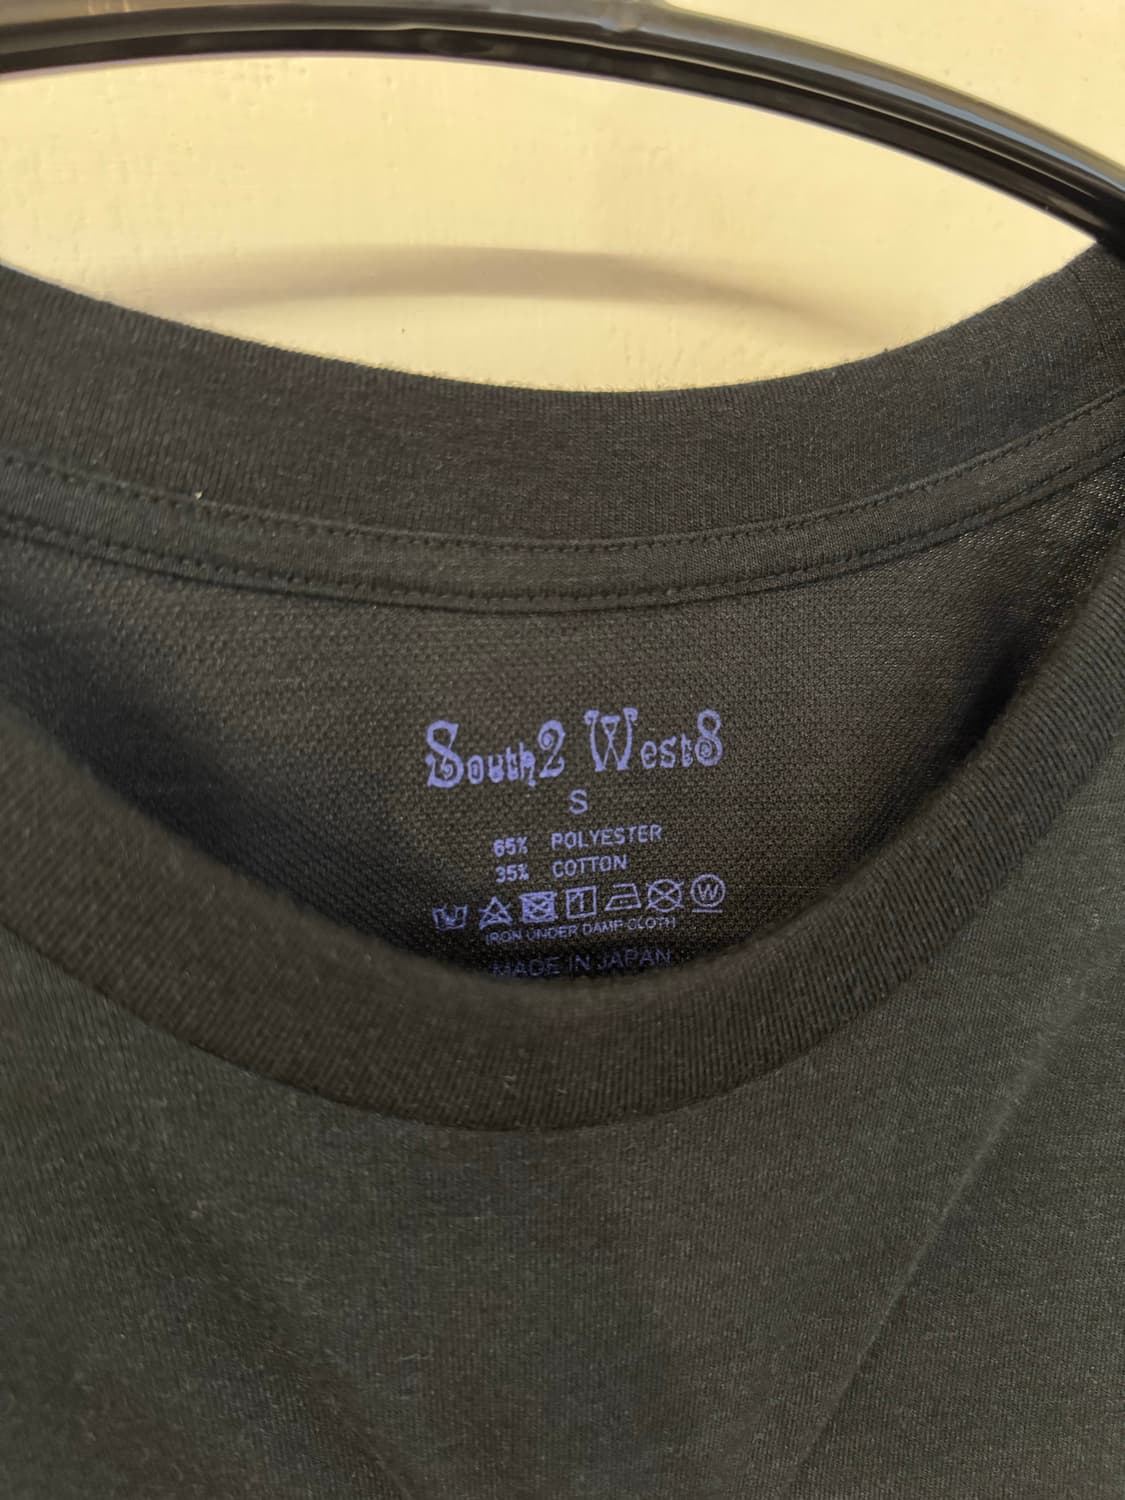 South2 West8
S
65% POLYESTER
35% COTTON
W
IRON UNDER DAMP CLOTH
MADE IN JAPAN